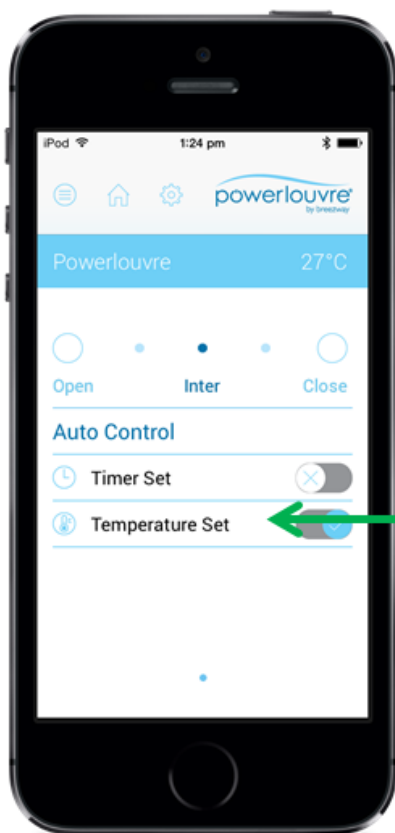 iPod 1:24 pm
powerlouvre
by breezway
Powerlouvre 27°C
Open Inter Close
Auto Control
Timer Set
Temperature Set